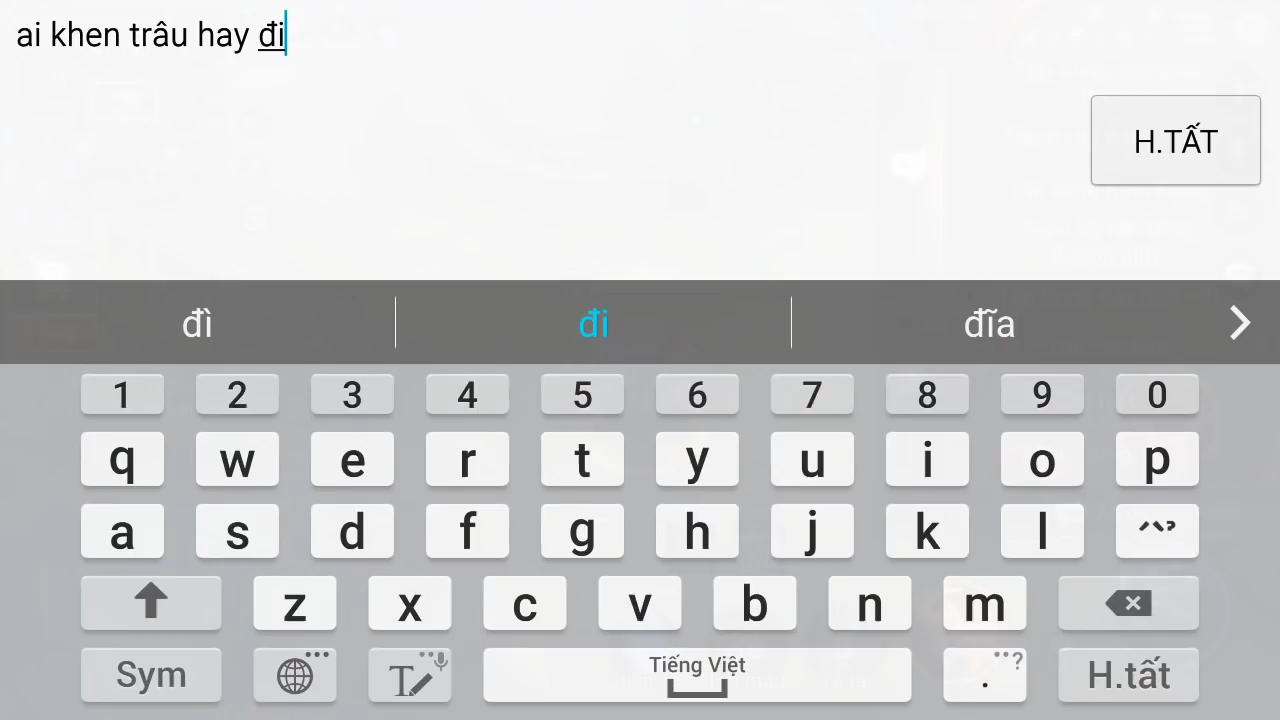 ai khen trâu hay đi
H.TẤT
đì đi đĩa
1 2 3 4 5 6 7 8 9 0
q w e r t y u i o p
a s d f g h j k l
z x c v b n m
Sym T Tiếng Việt . ? H.tất